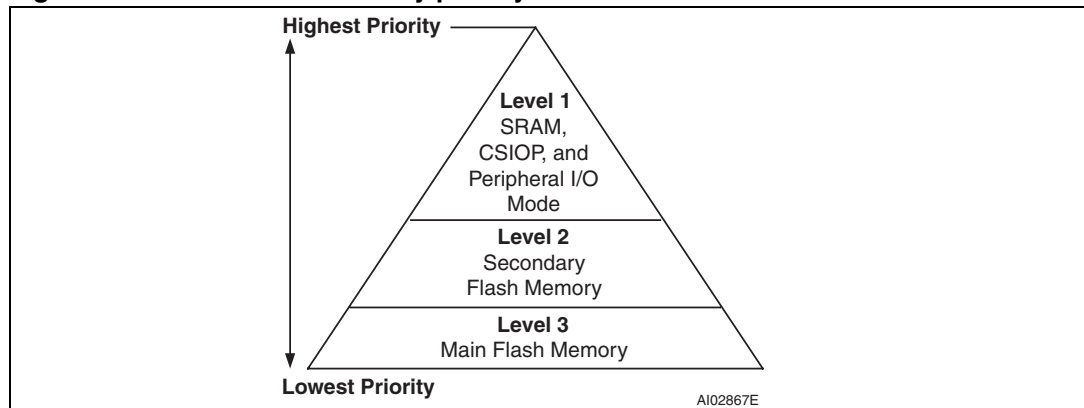 Highest Priority
Level 1
SRAM,
CSIOP, and
Peripheral I/O
Mode
Level 2
Secondary
Flash Memory
Level 3
Main Flash Memory
Lowest Priority
AI02867E